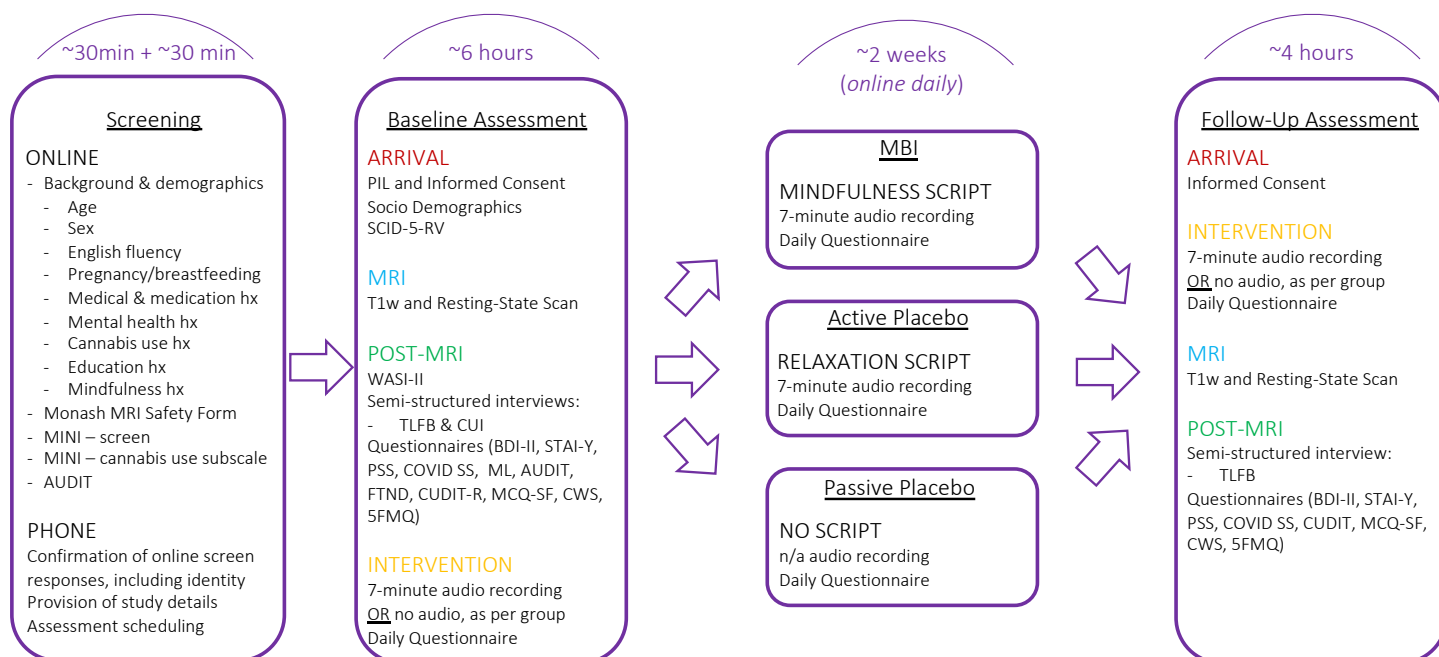 ~30min + ~30 min
Screening
ONLINE
- Background & demographics
- Age
- Sex
- English fluency
- Pregnancy/breastfeeding
- Medical & medication hx
- Mental health hx
- Cannabis use hx
- Education hx
- Mindfulness hx
- Monash MRI Safety Form
- MINI – screen
- MINI – cannabis use subscale
- AUDIT
PHONE
Confirmation of online screen
responses, including identity
Provision of study details
Assessment scheduling
~6 hours
Baseline Assessment
ARRIVAL
PIL and Informed Consent
Socio Demographics
SCID-5-RV
MRI
T1w and Resting-State Scan
POST-MRI
WASI-II
Semi-structured interviews:
- TLFB & CUI
Questionnaires (BDI-II, STAI-Y,
PSS, COVID SS, ML, AUDIT,
FTND, CUDIT-R, MCQ-SF, CWS,
5FMQ)
INTERVENTION
7-minute audio recording
OR no audio, as per group
Daily Questionnaire
~2 weeks
(online daily)
MBI
MINDFULNESS SCRIPT
7-minute audio recording
Daily Questionnaire
Active Placebo
RELAXATION SCRIPT
7-minute audio recording
Daily Questionnaire
Passive Placebo
NO SCRIPT
n/a audio recording
Daily Questionnaire
~4 hours
Follow-Up Assessment
ARRIVAL
Informed Consent
INTERVENTION
7-minute audio recording
OR no audio, as per group
Daily Questionnaire
MRI
T1w and Resting-State Scan
POST-MRI
Semi-structured interview:
- TLFB
Questionnaires (BDI-II, STAI-Y,
PSS, COVID SS, CUDIT, MCQ-SF,
CWS, 5FMQ)